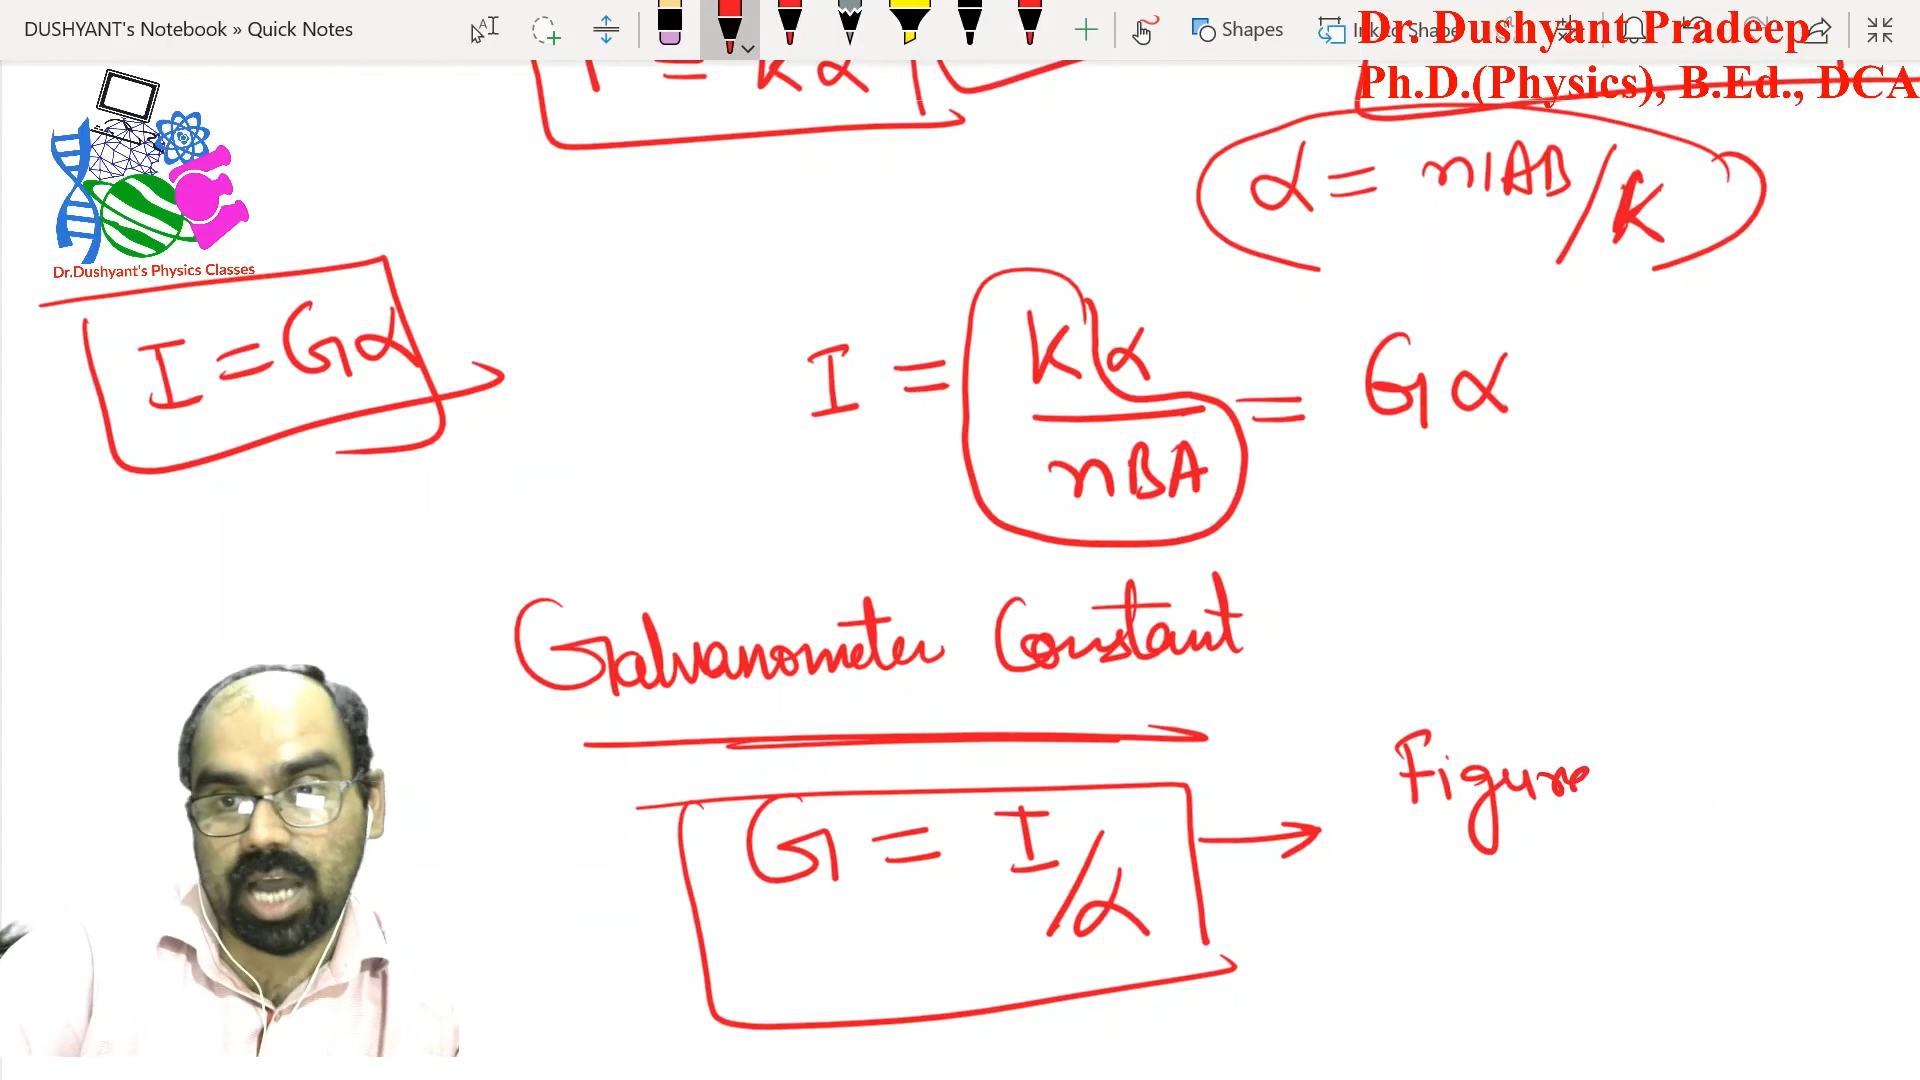 DUSHYANT's Notebook » Quick Notes
Shapes
Dr. Dushyant Pradeep
Ph.D.(Physics), B.Ed., DCA
Dr.Dushyant's Physics Classes
= kα
α = nIAB/K
I = Gα
I = kα/nBA = Gα
Galvanometer Constant
G = I/α
Figure